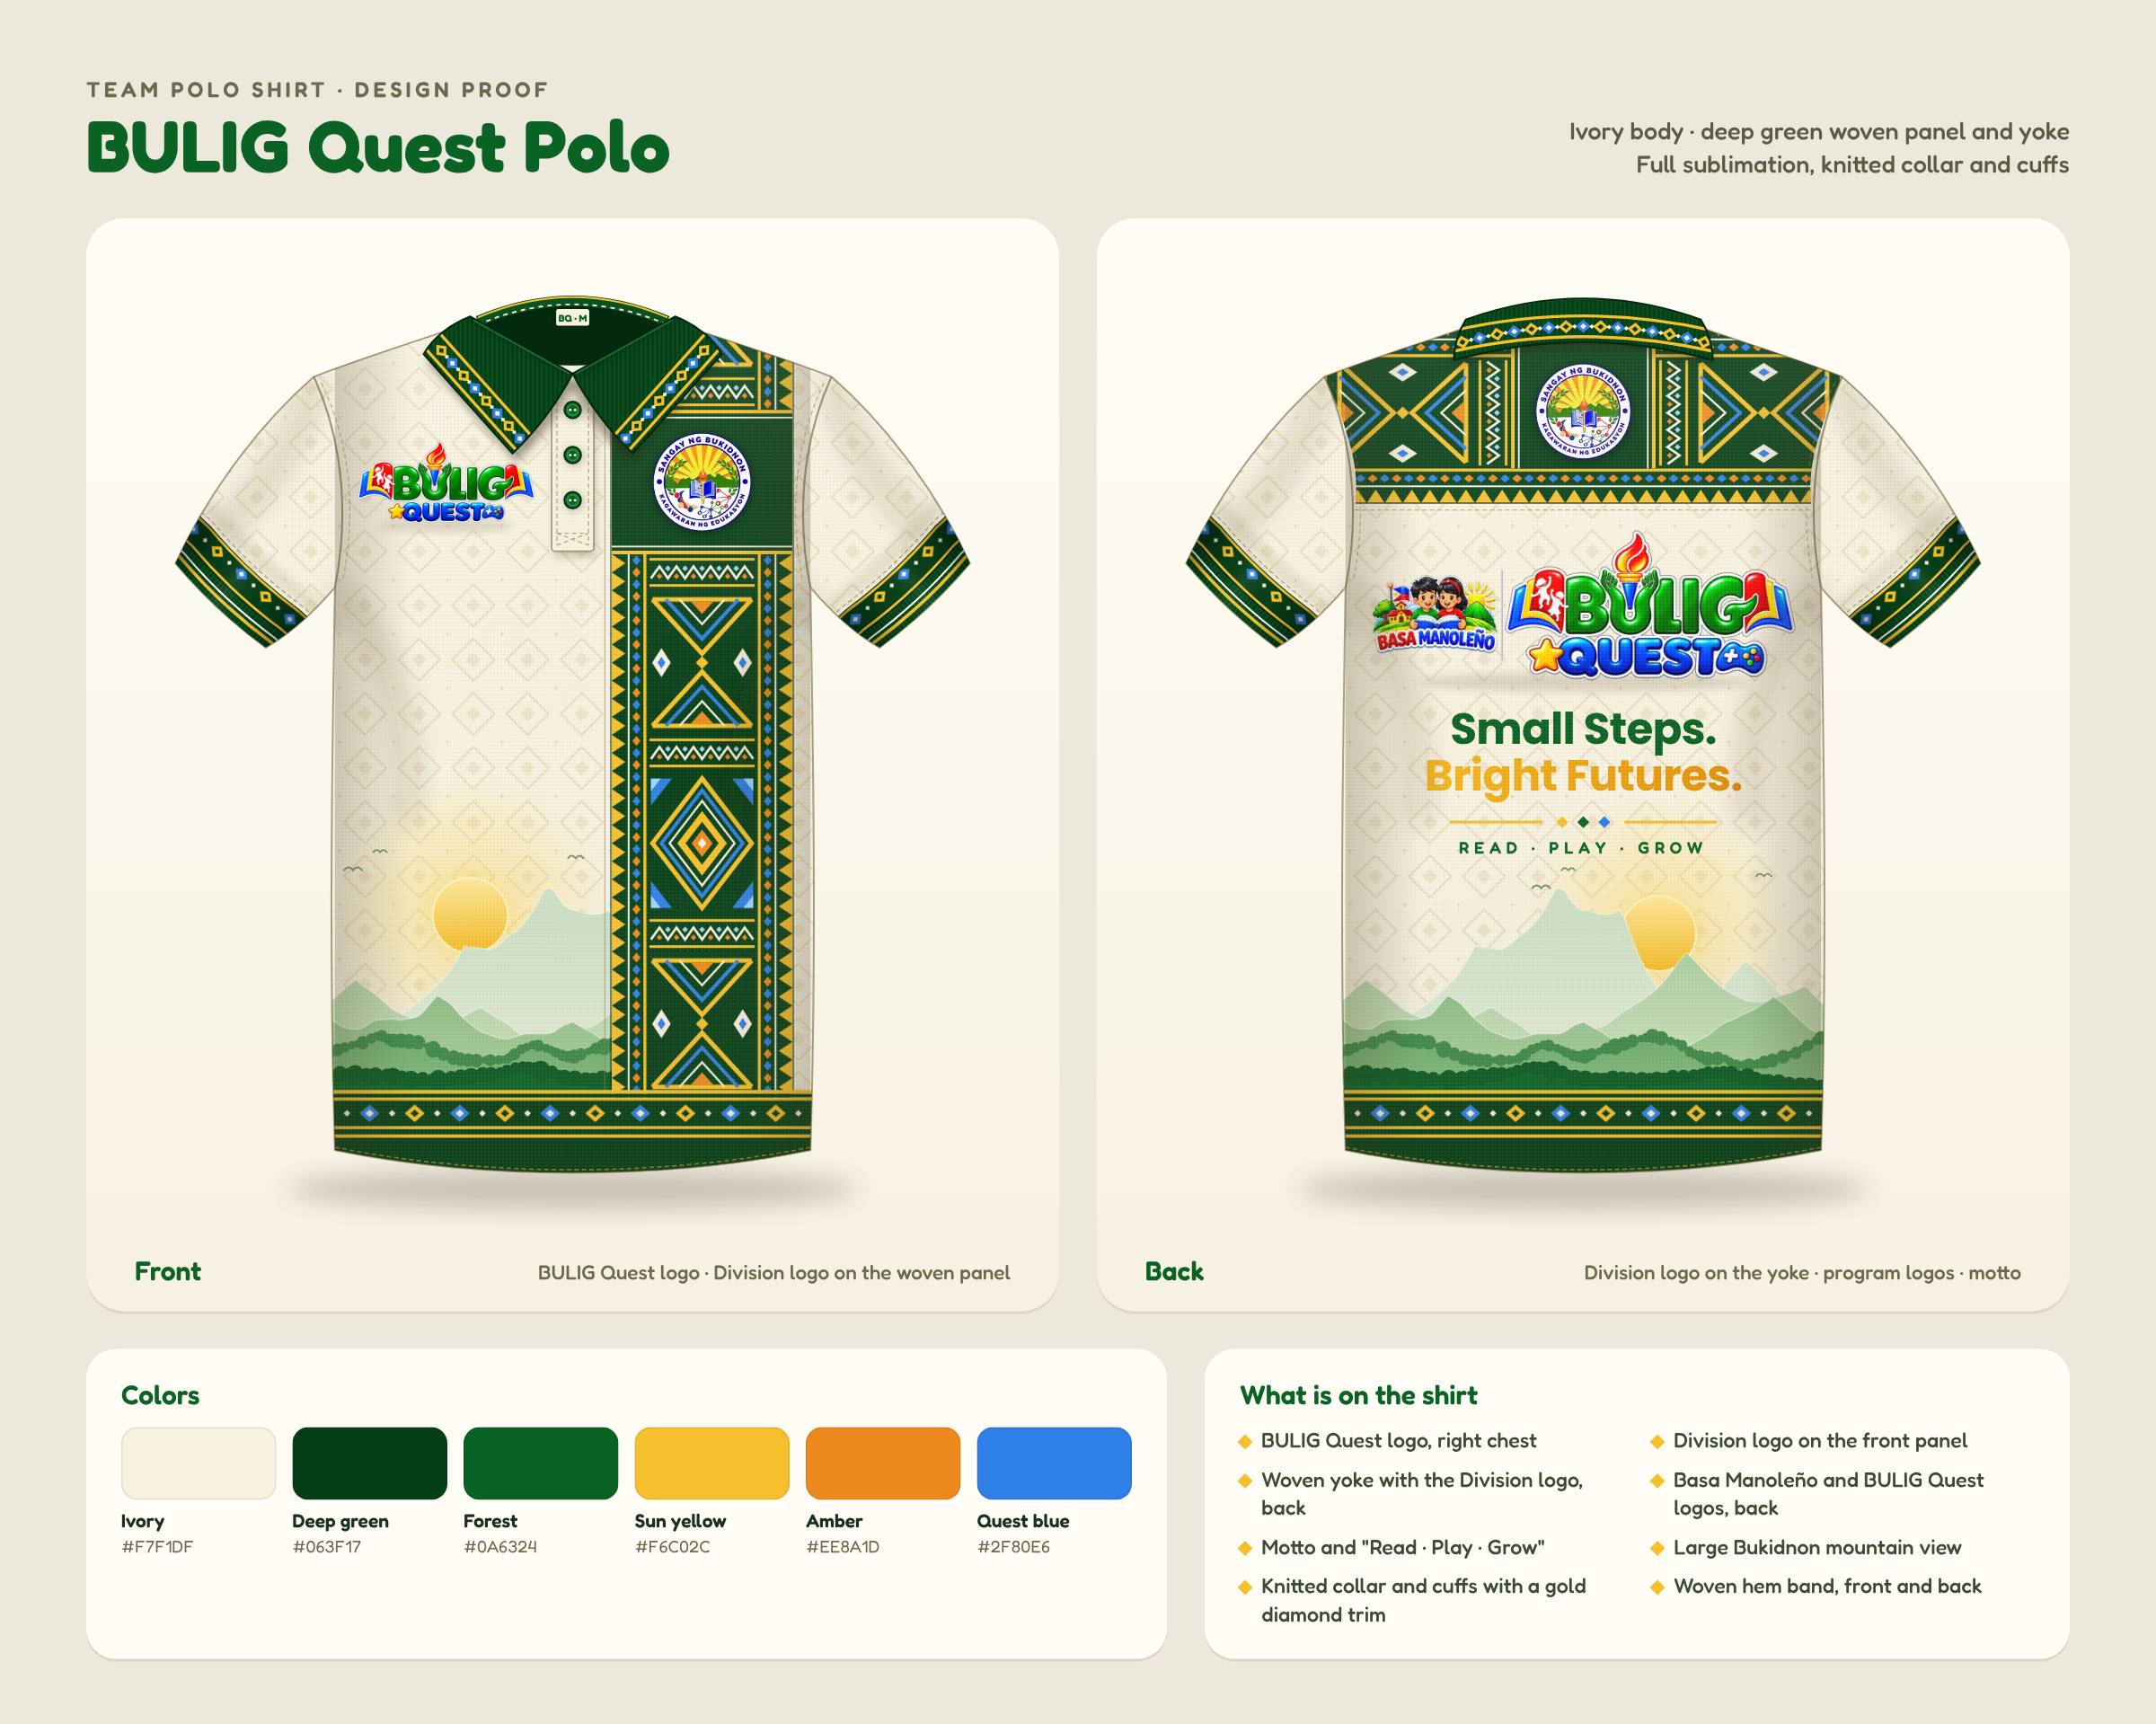 TEAM POLO SHIRT · DESIGN PROOF
BULIG Quest Polo
Ivory body · deep green woven panel and yoke
Full sublimation, knitted collar and cuffs
BQ · M
BULIG
QUEST
SANGAY NG BUKIDNON
KAGAWARAN NG EDUKASYON
Front
BULIG Quest logo · Division logo on the woven panel
SANGAY NG BUKIDNON
KAGAWARAN NG EDUKASYON
BASA MANOLEÑO
BULIG
QUEST
Small Steps.
Bright Futures.
READ · PLAY · GROW
Back
Division logo on the yoke · program logos · motto
Colors
Ivory
#F7F1DF
Deep green
#063F17
Forest
#0A6324
Sun yellow
#F6C02C
Amber
#EE8A1D
Quest blue
#2F80E6
What is on the shirt
BULIG Quest logo, right chest
Woven yoke with the Division logo,
back
Motto and "Read · Play · Grow"
Knitted collar and cuffs with a gold
diamond trim
Division logo on the front panel
Basa Manoleño and BULIG Quest
logos, back
Large Bukidnon mountain view
Woven hem band, front and back